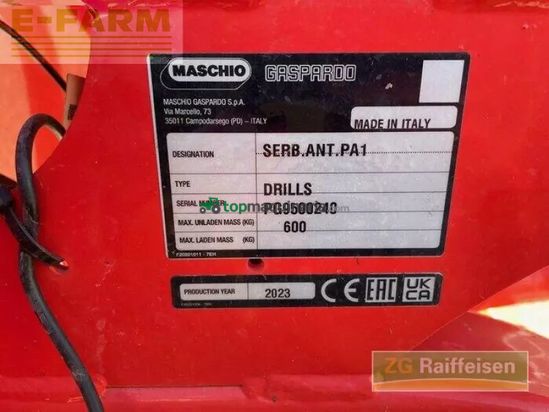 E-FARM
MASCHIO GASPARDO
MASCHIO GASPARDO S.p.A.
Via Marcello, 73
35011 Campodarsego (PD) – ITALY
MADE IN ITALY
DESIGNATION SERB.ANT.PA1
TYPE DRILLS
SERIAL NUMBER PG9500240
MAX. UNLADEN MASS (KG) 600
MAX. LADEN MASS (KG)
PRODUCTION YEAR 2023 CE EAC UK CA
ZG Raiffeisen